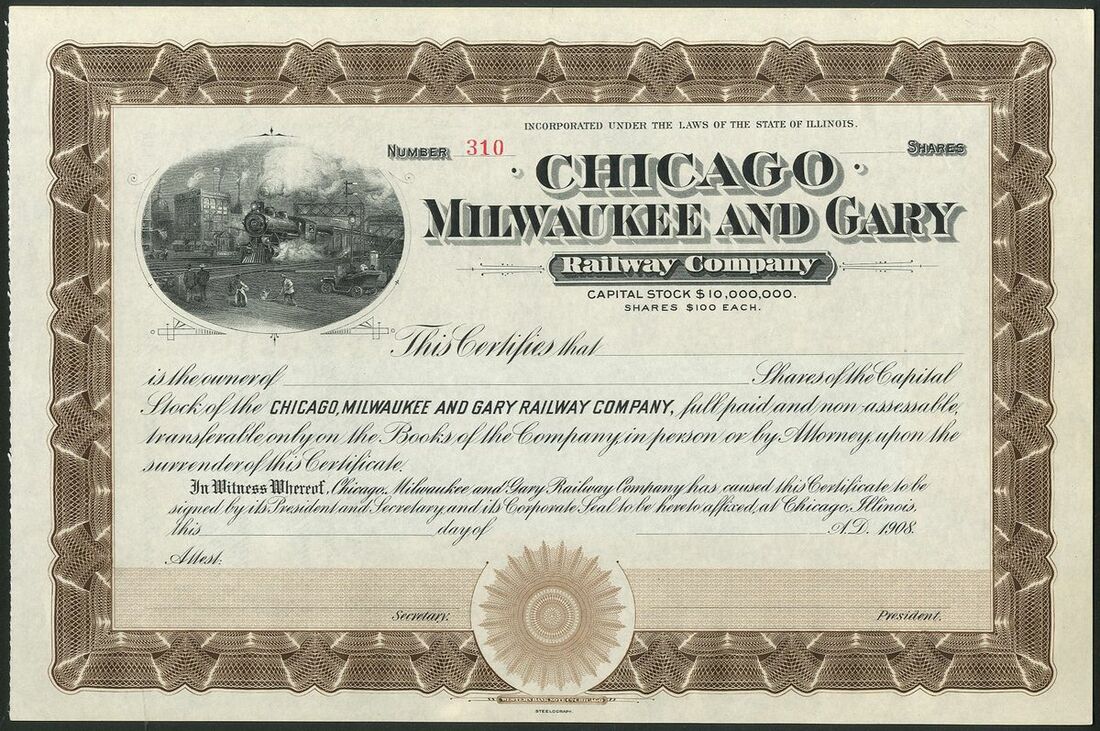 INCORPORATED UNDER THE LAWS OF THE STATE OF ILLINOIS.
NUMBER 310
SHARES
CHICAGO
MILWAUKEE AND GARY
Railway Company
CAPITAL STOCK $10,000,000.
SHARES $100 EACH.
This Certifies that
is the owner of Shares of the Capital
Stock of the CHICAGO, MILWAUKEE AND GARY RAILWAY COMPANY, full paid and non-assessable,
transferable only on the Books of the Company, in person or by Attorney, upon the
surrender of this Certificate.
In Witness Whereof, Chicago, Milwaukee and Gary Railway Company has caused this Certificate to be
signed by its President and Secretary, and its Corporate Seal to be hereto affixed, at Chicago, Illinois,
this day of A.D. 1908.
Attest:
Secretary.
President.
WESTERN BANK NOTE CO. CHICAGO
STEELOGRAPH.